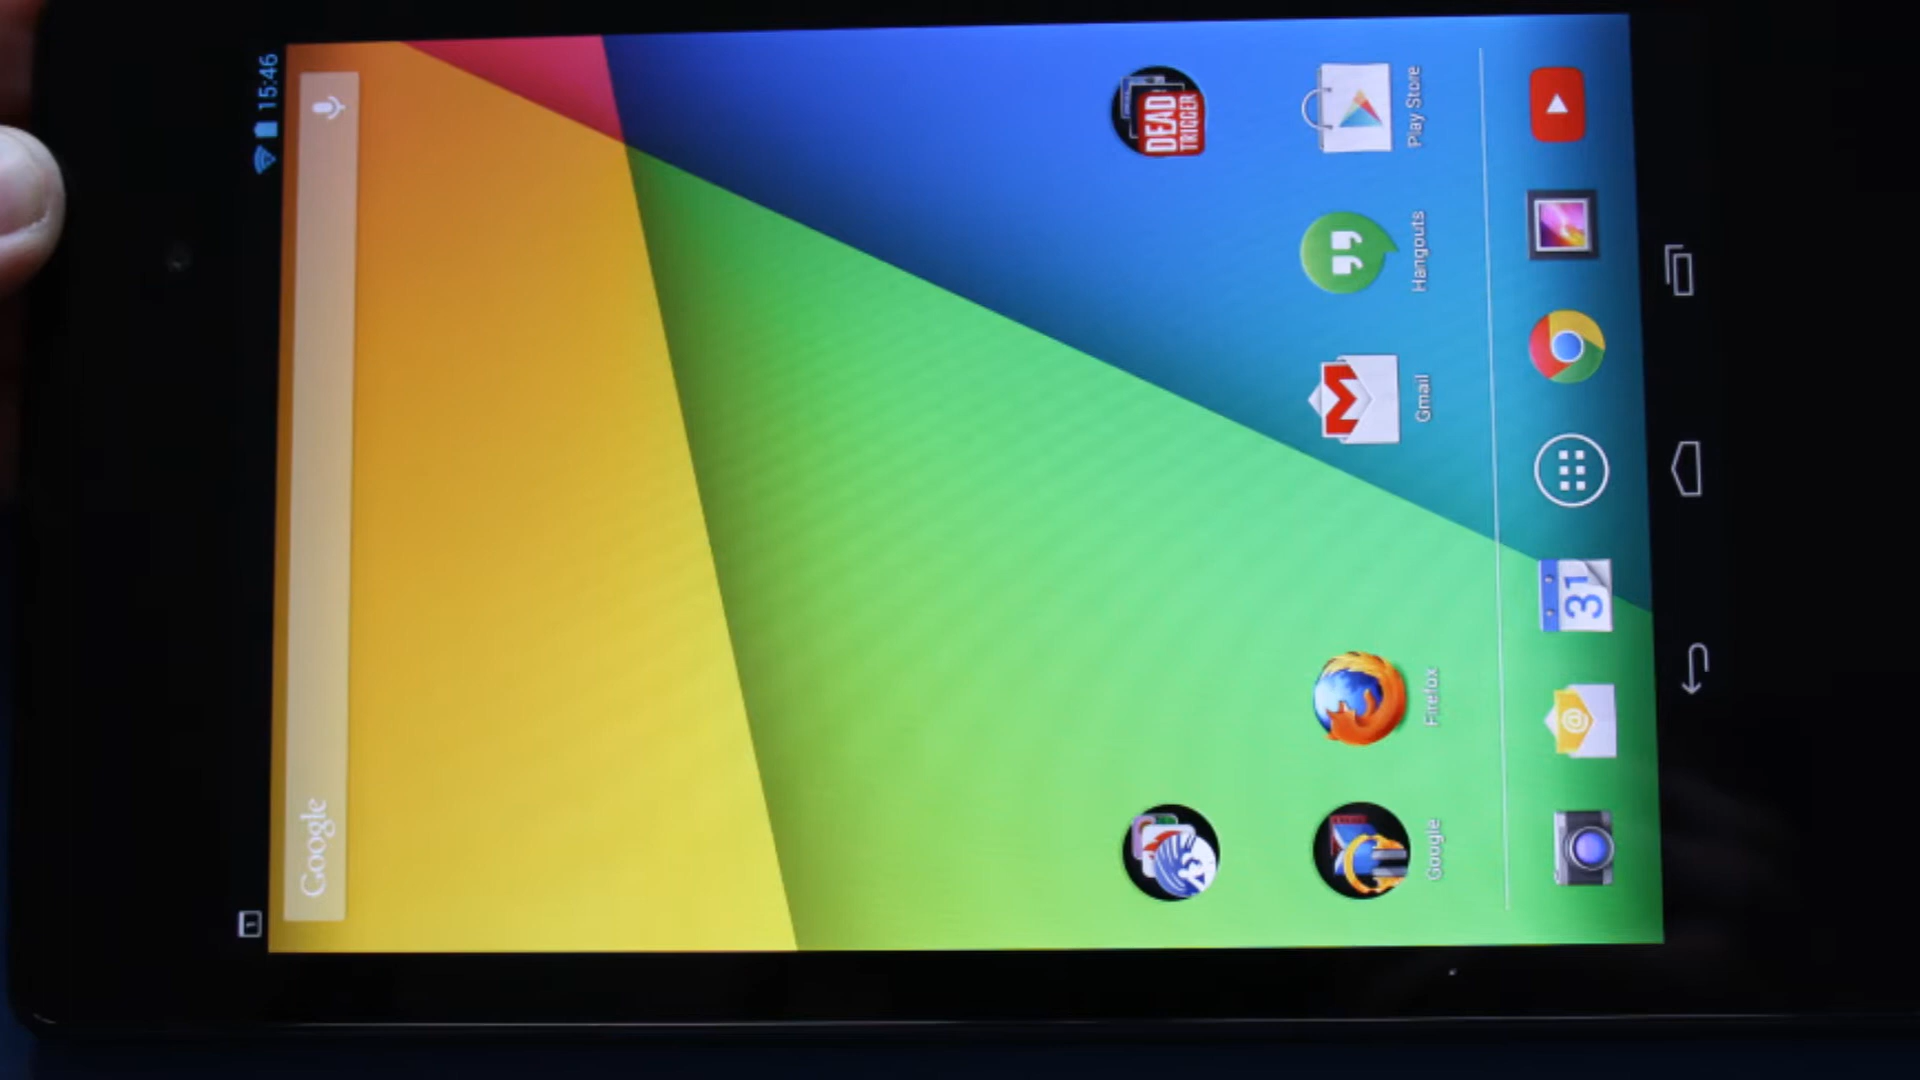 15:46
Google
DEAD
TRIGGER
Google
Firefox
Gmail
Hangouts
Play Store
@
31